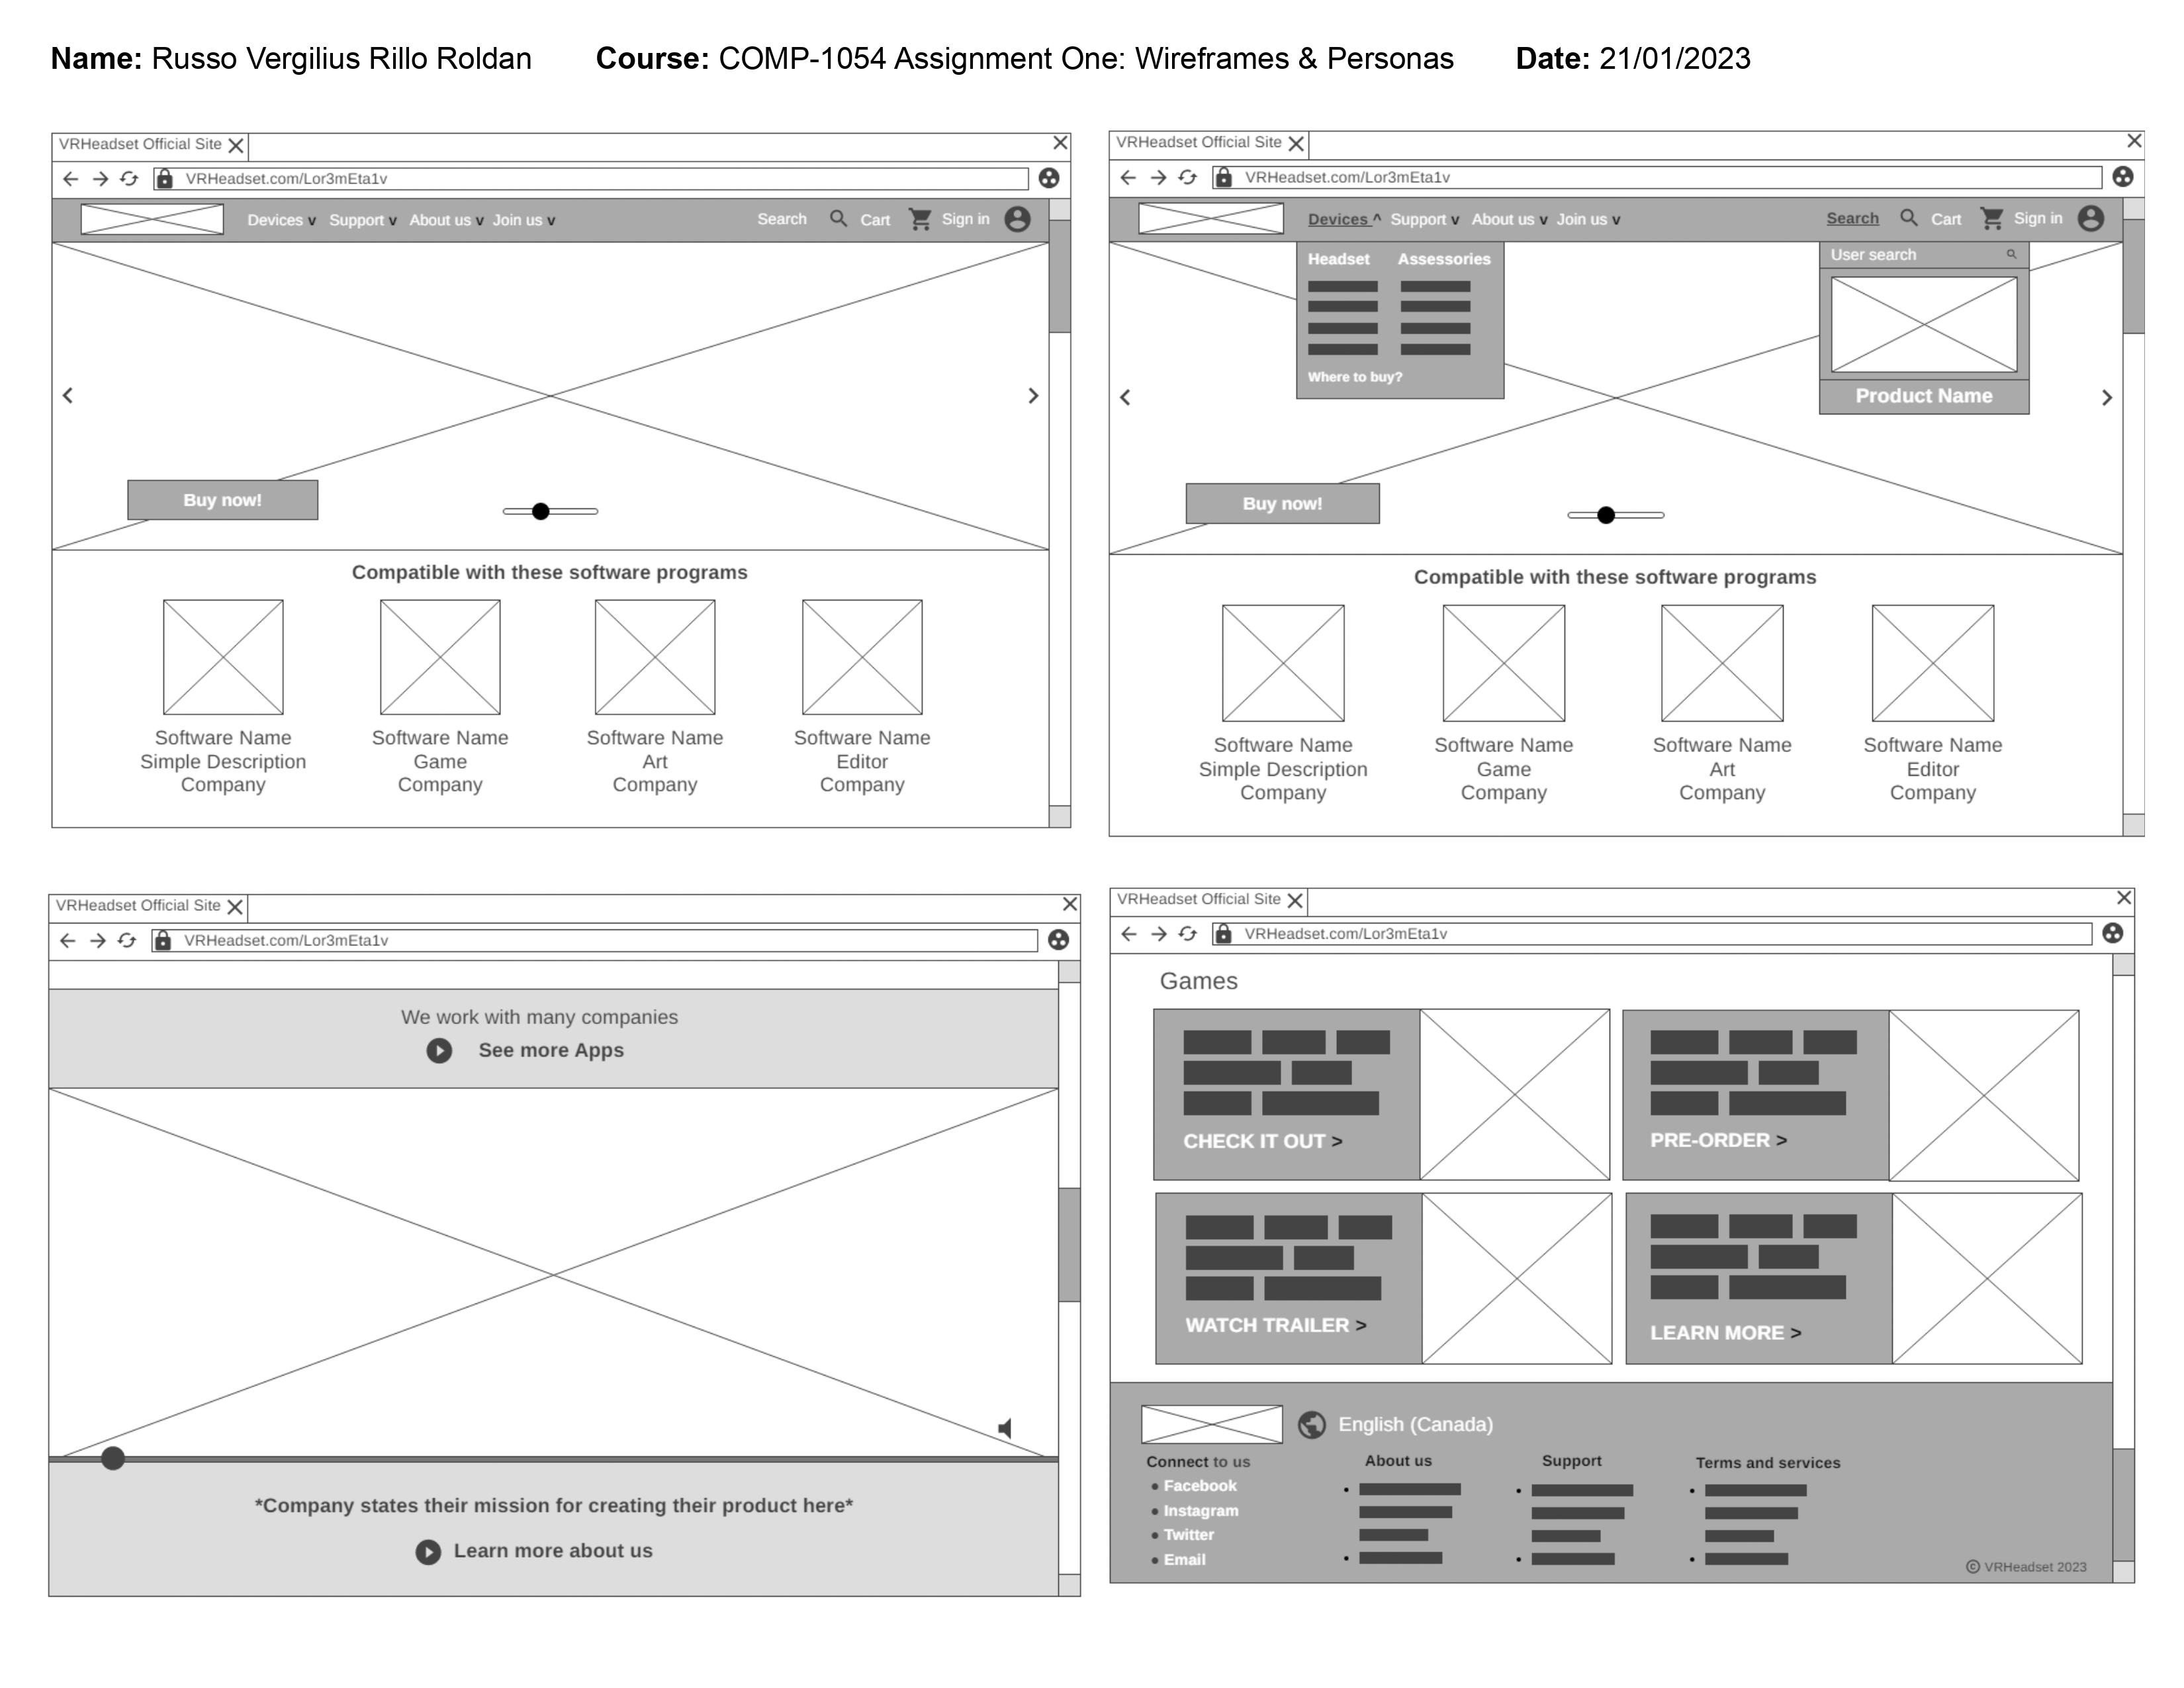 Name: Russo Vergilius Rillo Roldan Course: COMP-1054 Assignment One: Wireframes & Personas Date: 21/01/2023
VRHeadset Official Site
VRHeadset.com/Lor3mEta1v
Devices v Support v About us v Join us v Search Cart Sign in
Buy now!
Compatible with these software programs
Software Name Software Name Software Name Software Name
Simple Description Game Art Editor
Company Company Company Company
VRHeadset Official Site
VRHeadset.com/Lor3mEta1v
Devices ^ Support v About us v Join us v Search Cart Sign in
Headset Assessories
Where to buy?
User search
Product Name
Buy now!
Compatible with these software programs
Software Name Software Name Software Name Software Name
Simple Description Game Art Editor
Company Company Company Company
VRHeadset Official Site
VRHeadset.com/Lor3mEta1v
We work with many companies
See more Apps
*Company states their mission for creating their product here*
Learn more about us
VRHeadset Official Site
VRHeadset.com/Lor3mEta1v
Games
CHECK IT OUT > PRE-ORDER >
WATCH TRAILER > LEARN MORE >
English (Canada)
Connect to us About us Support Terms and services
• Facebook
• Instagram
• Twitter
• Email
© VRHeadset 2023